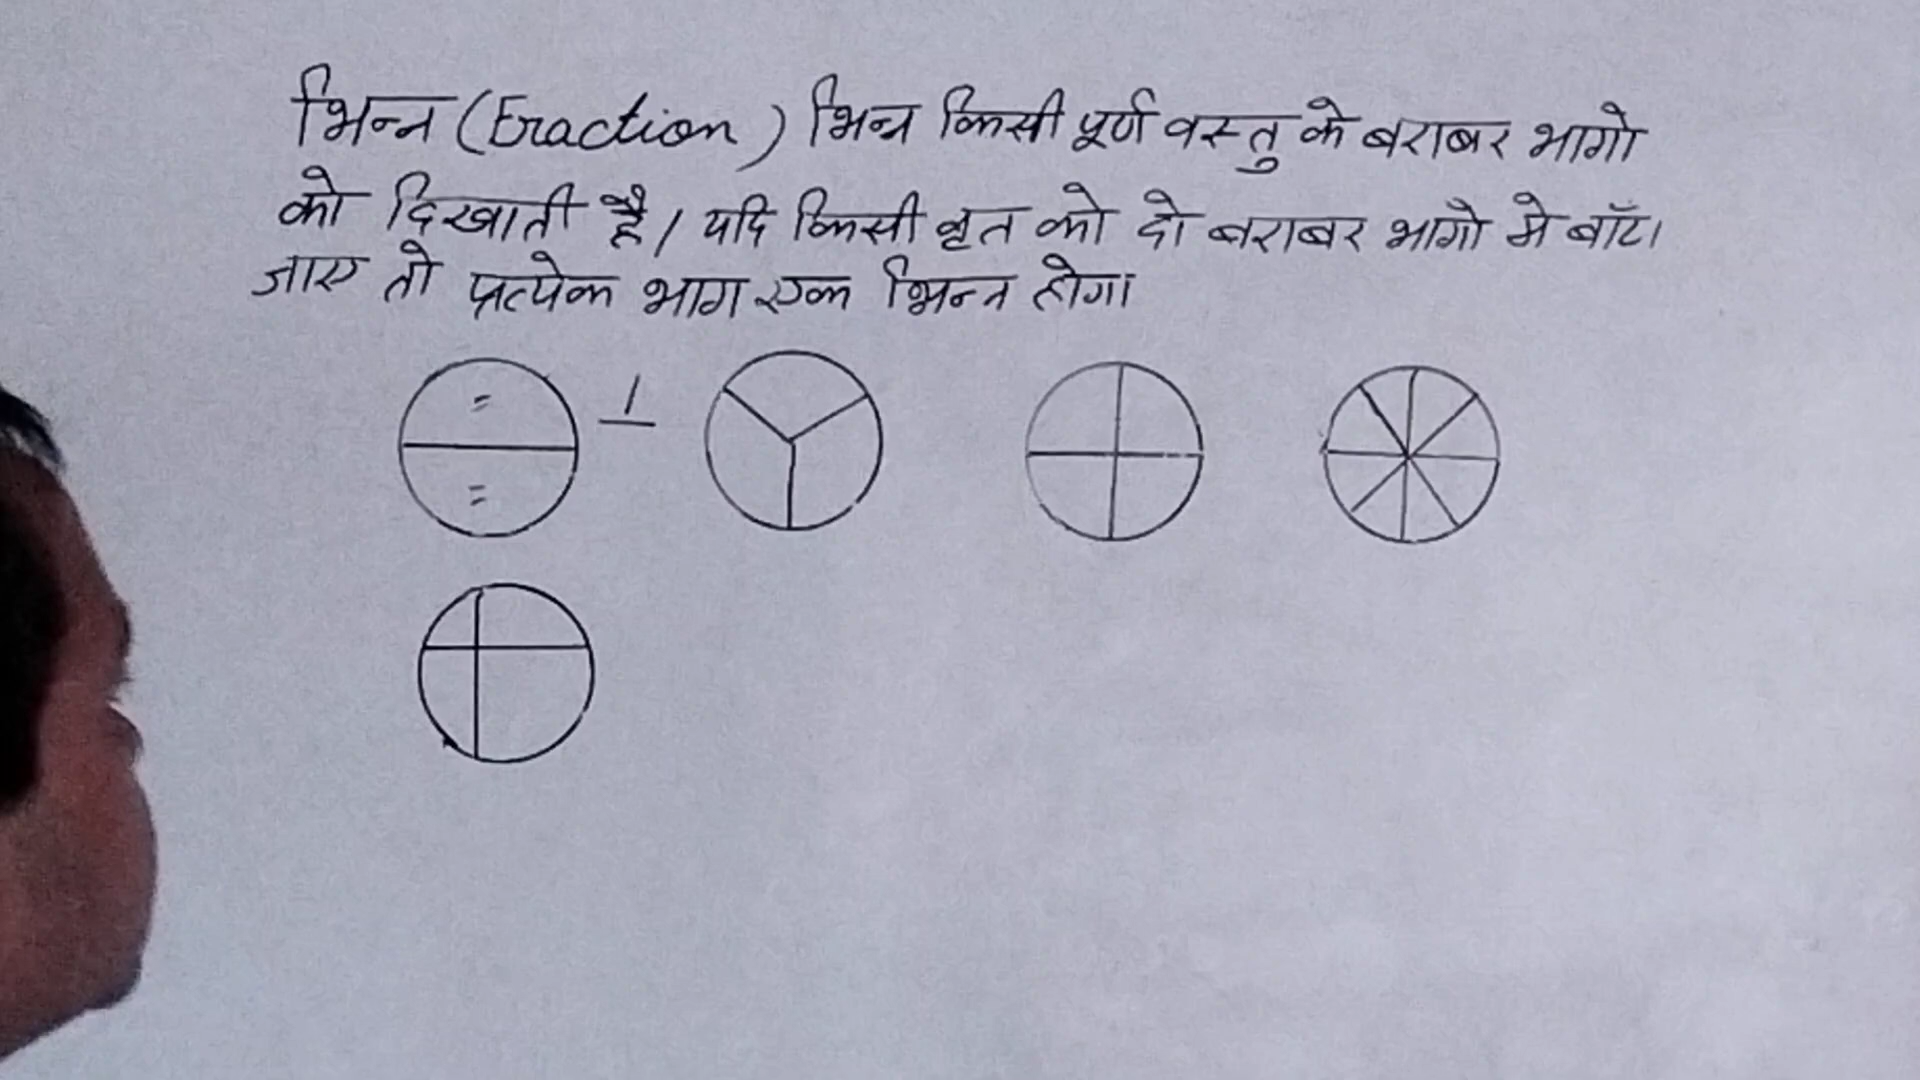 भिन्न (Fraction) भिन्न किसी पूर्ण वस्तु के बराबर भागो
को दिखाती है। यदि किसी वृत को दो बराबर भागो मे बाँटा
जाए तो प्रत्येक भाग एक भिन्न होगा
=
=
1